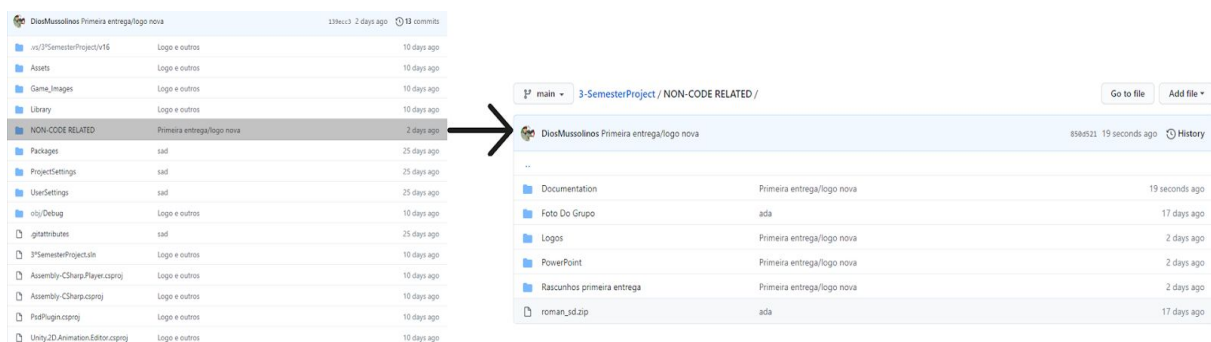 DiosMussolinos Primeira entrega/logo nova 139ecc3 2 days ago 13 commits
.vs/3ºSemesterProject/v16 Logo e outros 10 days ago
Assets Logo e outros 10 days ago
Game_Images Logo e outros 10 days ago
Library Logo e outros 10 days ago
NON-CODE RELATED Primeira entrega/logo nova 2 days ago
Packages sad 25 days ago
ProjectSettings sad 25 days ago
UserSettings sad 25 days ago
obj/Debug Logo e outros 10 days ago
.gitattributes sad 25 days ago
3ºSemesterProject.sln Logo e outros 10 days ago
Assembly-CSharp.Player.csproj Logo e outros 10 days ago
Assembly-CSharp.csproj Logo e outros 10 days ago
PsdPlugin.csproj Logo e outros 10 days ago
Unity.2D.Animation.Editor.csproj Logo e outros 10 days ago
main 3-SemesterProject / NON-CODE RELATED / Go to file Add file
DiosMussolinos Primeira entrega/logo nova 850d521 19 seconds ago History
..
Documentation Primeira entrega/logo nova 19 seconds ago
Foto Do Grupo ada 17 days ago
Logos Primeira entrega/logo nova 2 days ago
PowerPoint Primeira entrega/logo nova 2 days ago
Rascunhos primeira entrega Primeira entrega/logo nova 2 days ago
roman_sd.zip ada 17 days ago